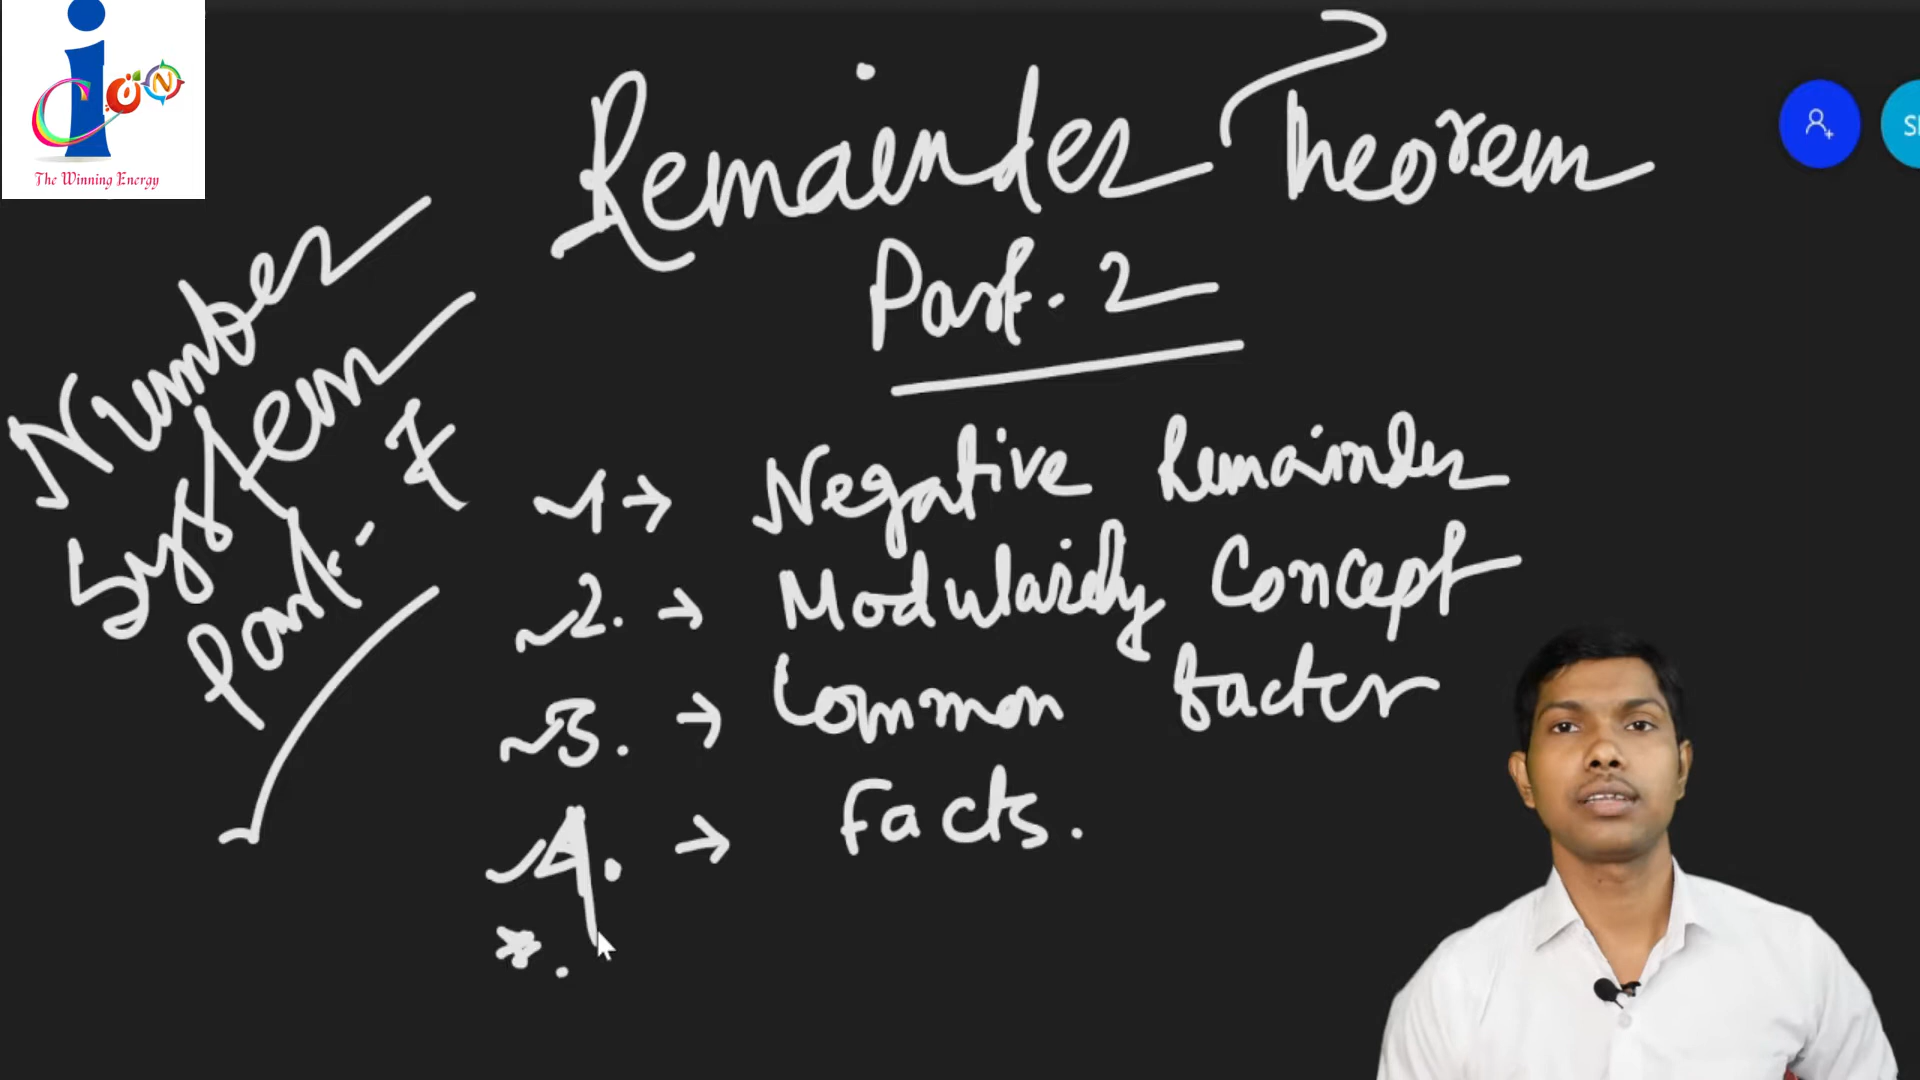 i
CON
The Winning Energy
Remainder Theorem
Part. 2
Number
System
Part- 7
1 → Negative Remainder
2. → Modularity Concept
3. → Common factor
4. → Facts.
*.